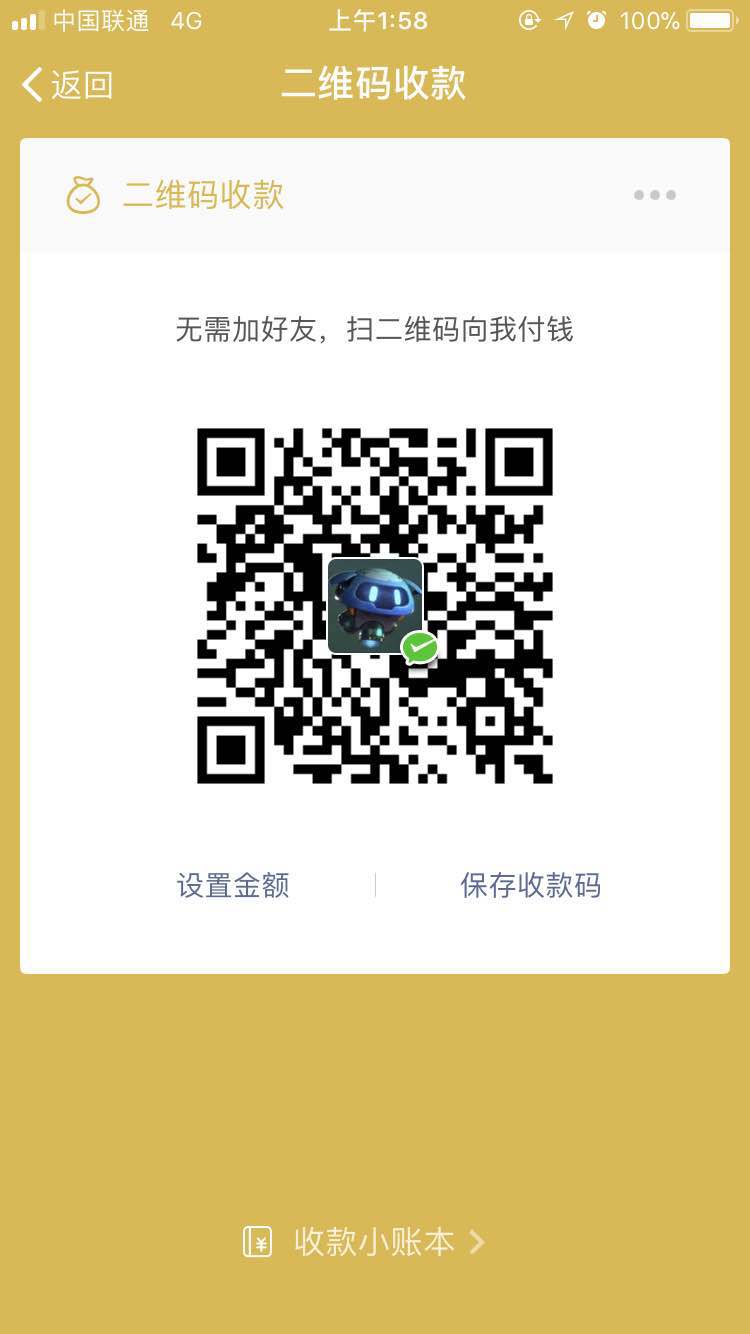 中国联通 4G 上午1:58 100%
返回 二维码收款
二维码收款
无需加好友，扫二维码向我付钱
设置金额 保存收款码
收款小账本